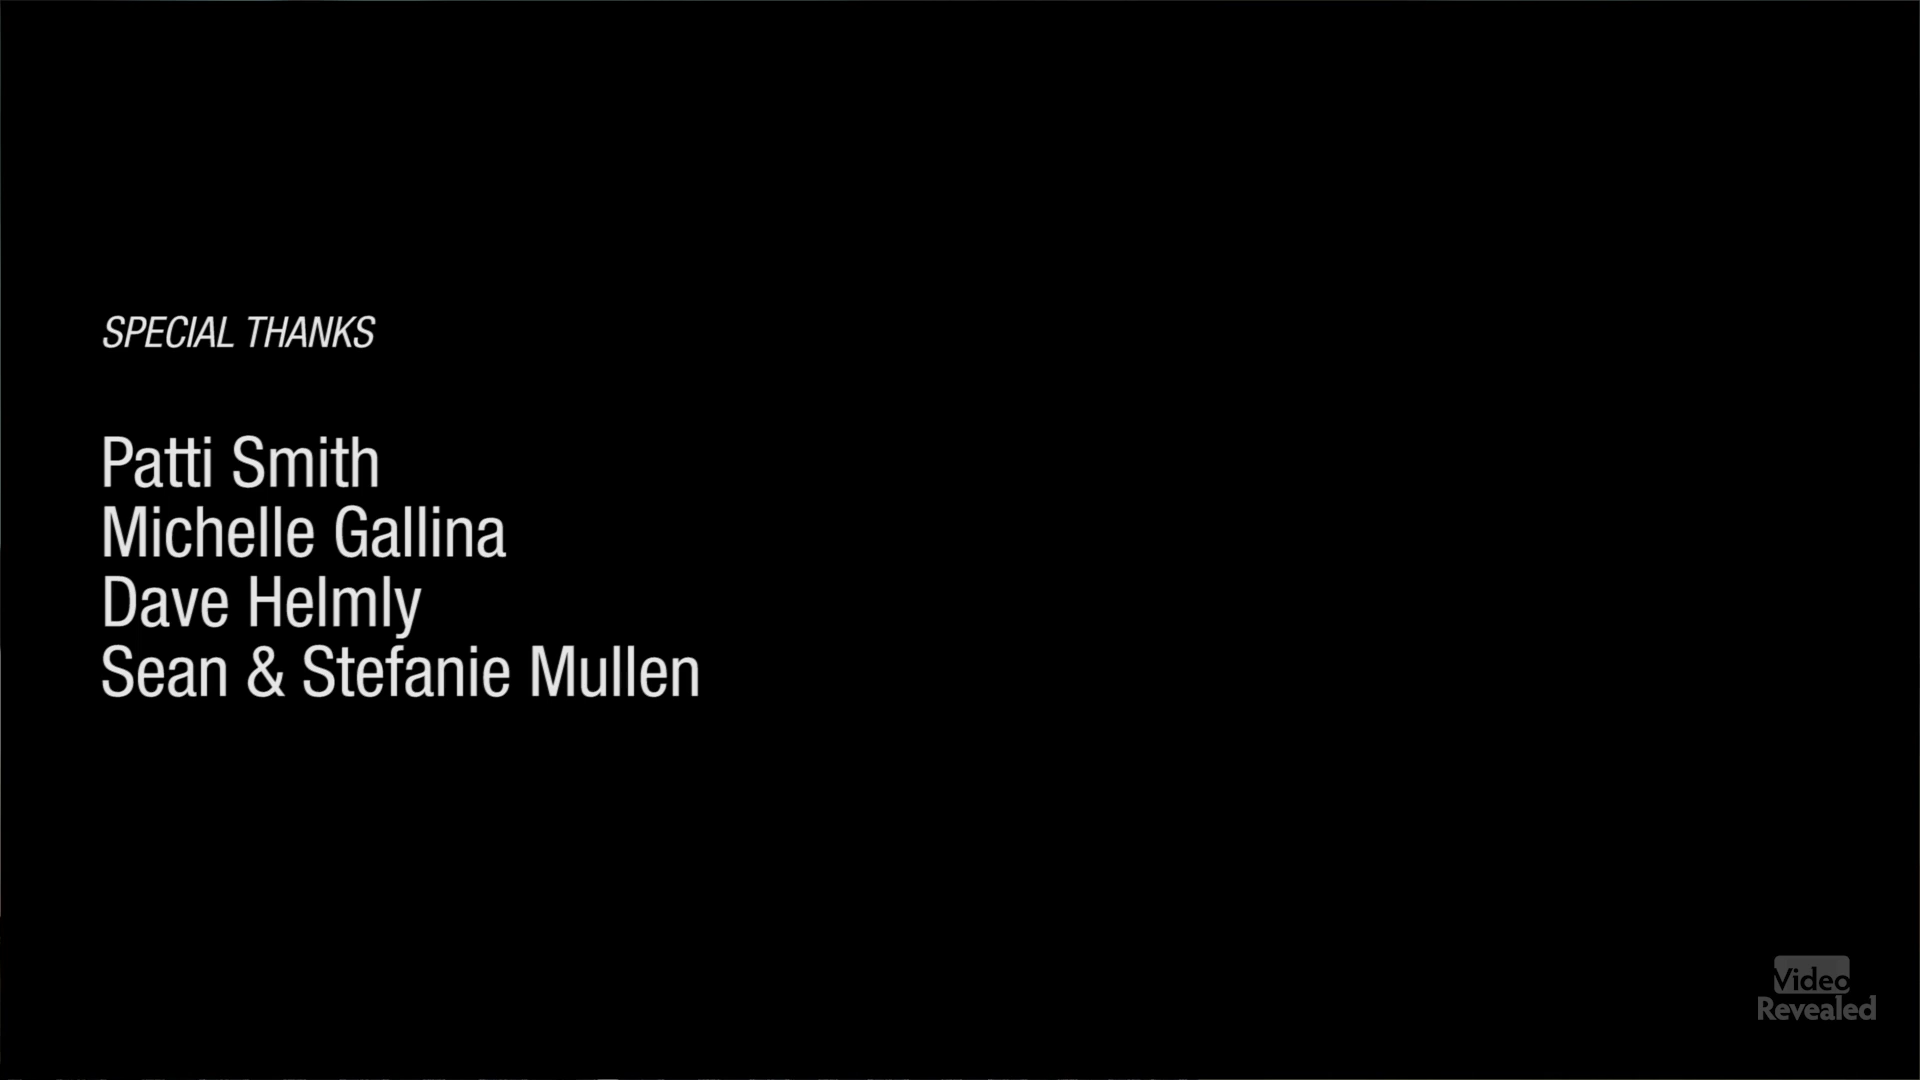 SPECIAL THANKS
Patti Smith
Michelle Gallina
Dave Helmly
Sean & Stefanie Mullen
Video
Revealed